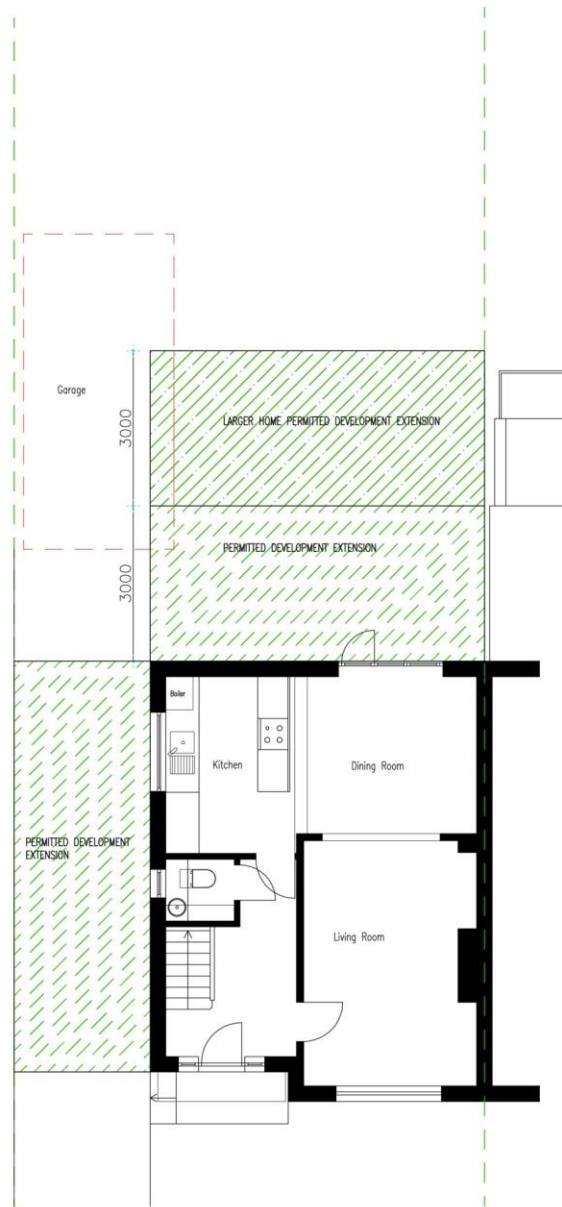 Garage
3000
LARGER HOME PERMITTED DEVELOPMENT EXTENSION
3000
PERMITTED DEVELOPMENT EXTENSION
Boiler
Kitchen
Dining Room
PERMITTED DEVELOPMENT
EXTENSION
Living Room